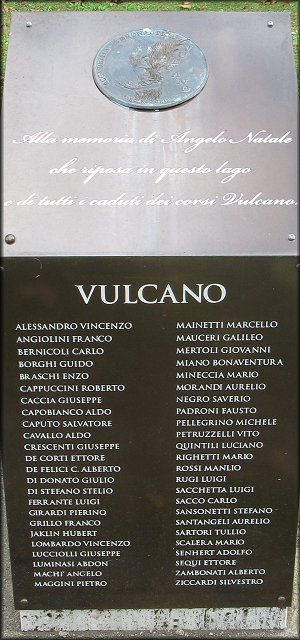 Alla memoria di Angelo Natale
che riposa in questo lago
e di tutti i caduti dei corsi Vulcano.
VULCANO
ALESSANDRO VINCENZO
ANGIOLINI FRANCO
BERNICOLI CARLO
BORGHI GUIDO
BRASCHI ENZO
CAPPUCCINI ROBERTO
CACCIA GIUSEPPE
CAPOBIANCO ALDO
CAPUTO SALVATORE
CAVALLO ALDO
CRESCENTI GIUSEPPE
DE CORTI ETTORE
DE FELICI C. ALBERTO
DI DONATO GIULIO
DI STEFANO STELIO
FERRANTE LUIGI
GIRARDI PIERINO
GRILLO FRANCO
JAKLIN HUBERT
LOMBARDO VINCENZO
LUCCIOLLI GIUSEPPE
LUMINASI ABDON
MACHI' ANGELO
MAGGINI PIETRO
MAINETTI MARCELLO
MAUCERI GALILEO
MERTOLI GIOVANNI
MIANO BONAVENTURA
MINECCIA MARIO
MORANDI AURELIO
NEGRO SAVERIO
PADRONI FAUSTO
PELLEGRINO MICHELE
PETRUZZELLI VITO
QUINTILI LUCIANO
RIGHETTI MARIO
ROSSI MANLIO
RUGI LUIGI
SACCHETTA LUIGI
SACCO CARLO
SANSONETTI STEFANO
SANTANGELI AURELIO
SARTORI TULLIO
SCALERA MARIO
SENHERT ADOLFO
SEQUI ETTORE
ZAMBONATI ALBERTO
ZICCARDI SILVESTRO